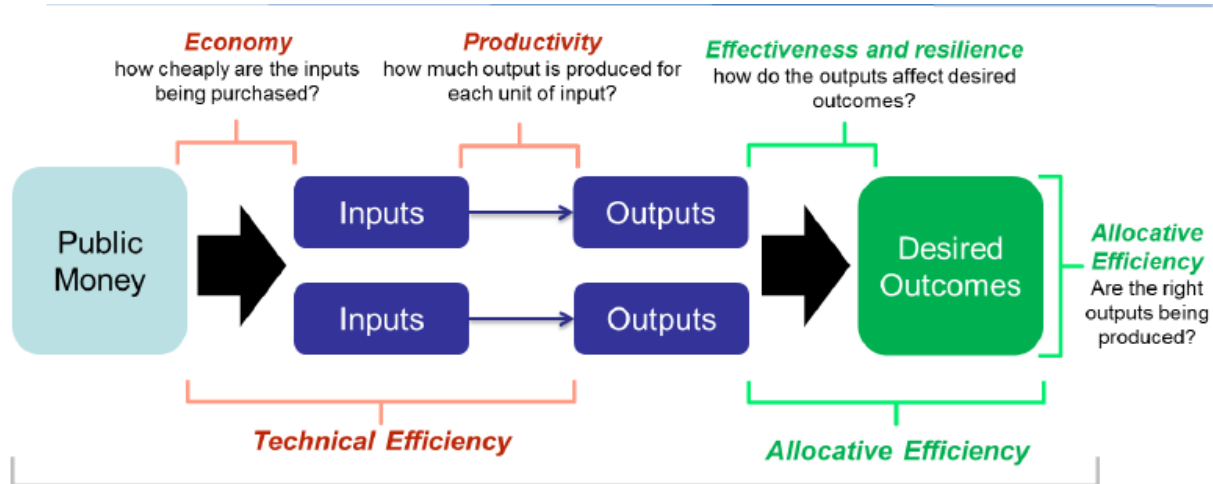 Economy
how cheaply are the inputs
being purchased?
Productivity
how much output is produced for
each unit of input?
Effectiveness and resilience
how do the outputs affect desired
outcomes?
Public
Money
Inputs
Outputs
Inputs
Outputs
Desired
Outcomes
Allocative
Efficiency
Are the right
outputs being
produced?
Technical Efficiency
Allocative Efficiency